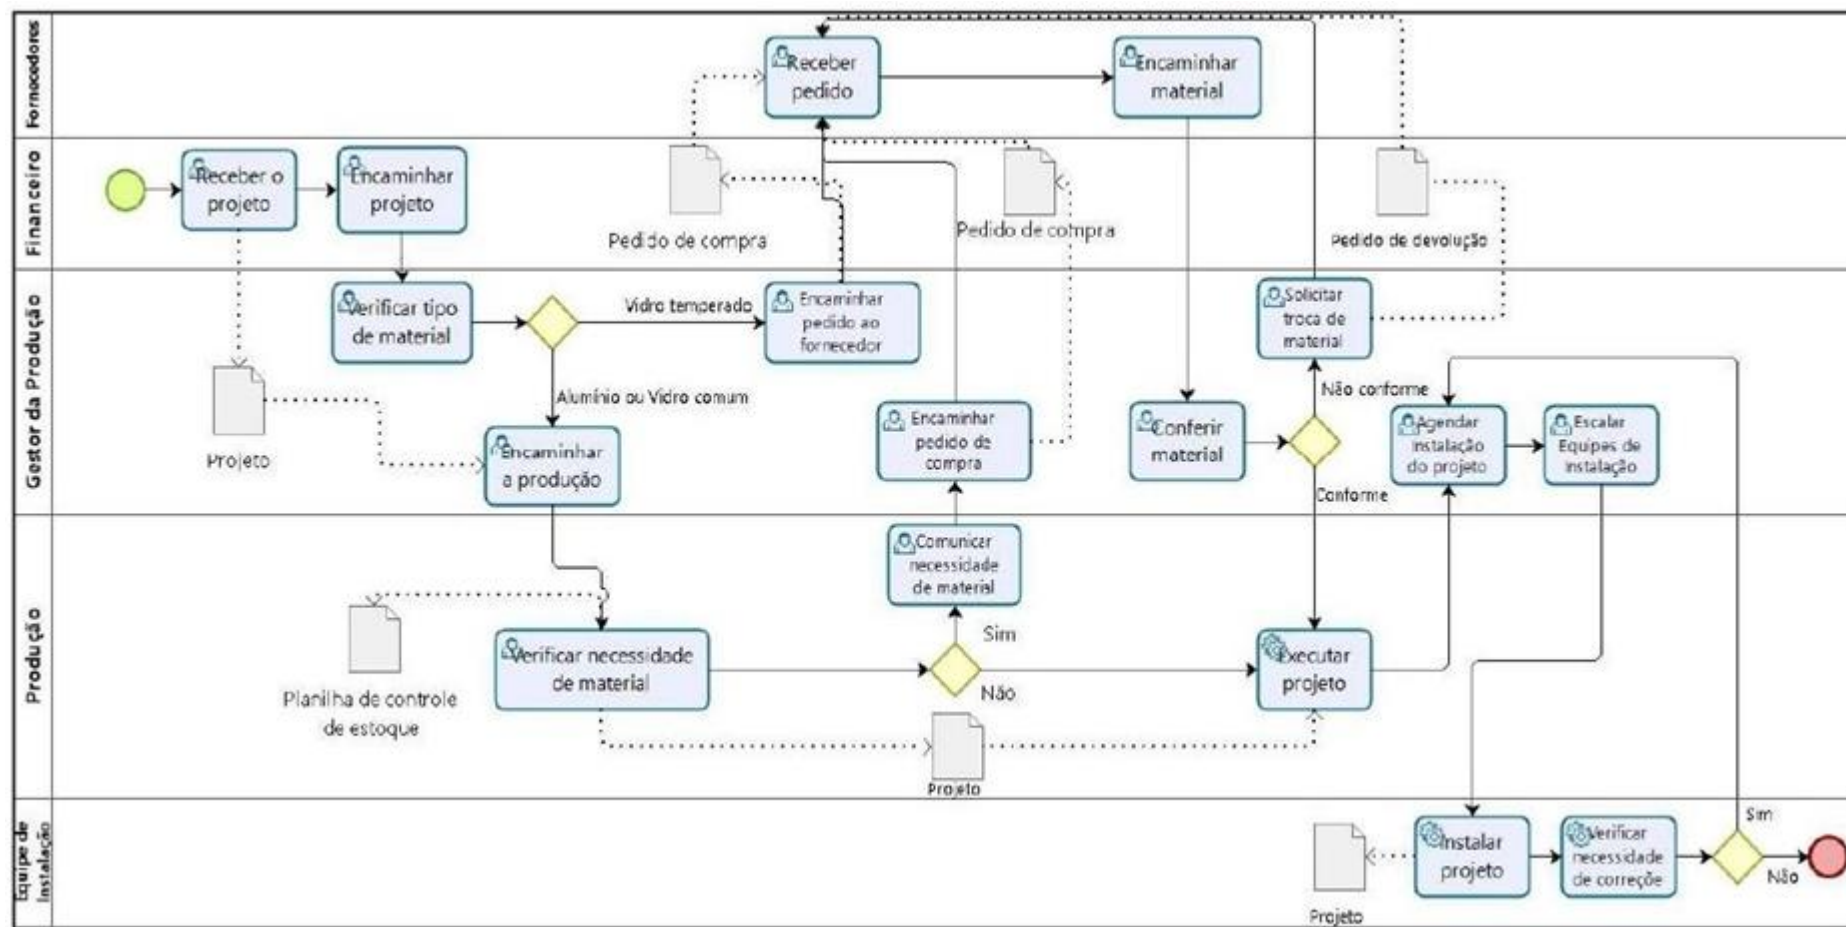 Fornecedores
Receber
pedido
Encaminhar
material
Financeiro
Receber o
projeto
Encaminhar
projeto
Pedido de compra
Pedido de compra
Pedido de devolução
Gestor da Produção
Verificar tipo
de material
Vidro temperado
Encaminhar
pedido ao
fornecedor
Solicitar
troca de
material
Alumínio ou Vidro comum
Não conforme
Projeto
Encaminhar
a produção
Encaminhar
pedido de
compra
Conferir
material
Agendar
Instalação
do projeto
Escalar
Equipes de
Instalação
Conforme
Produção
Comunicar
necessidade
de material
Planilha de controle
de estoque
Verificar necessidade
de material
Sim
Não
Executar
projeto
Projeto
Equipe de
Instalação
Projeto
Instalar
projeto
Verificar
necessidade
de correçõe
Sim
Não